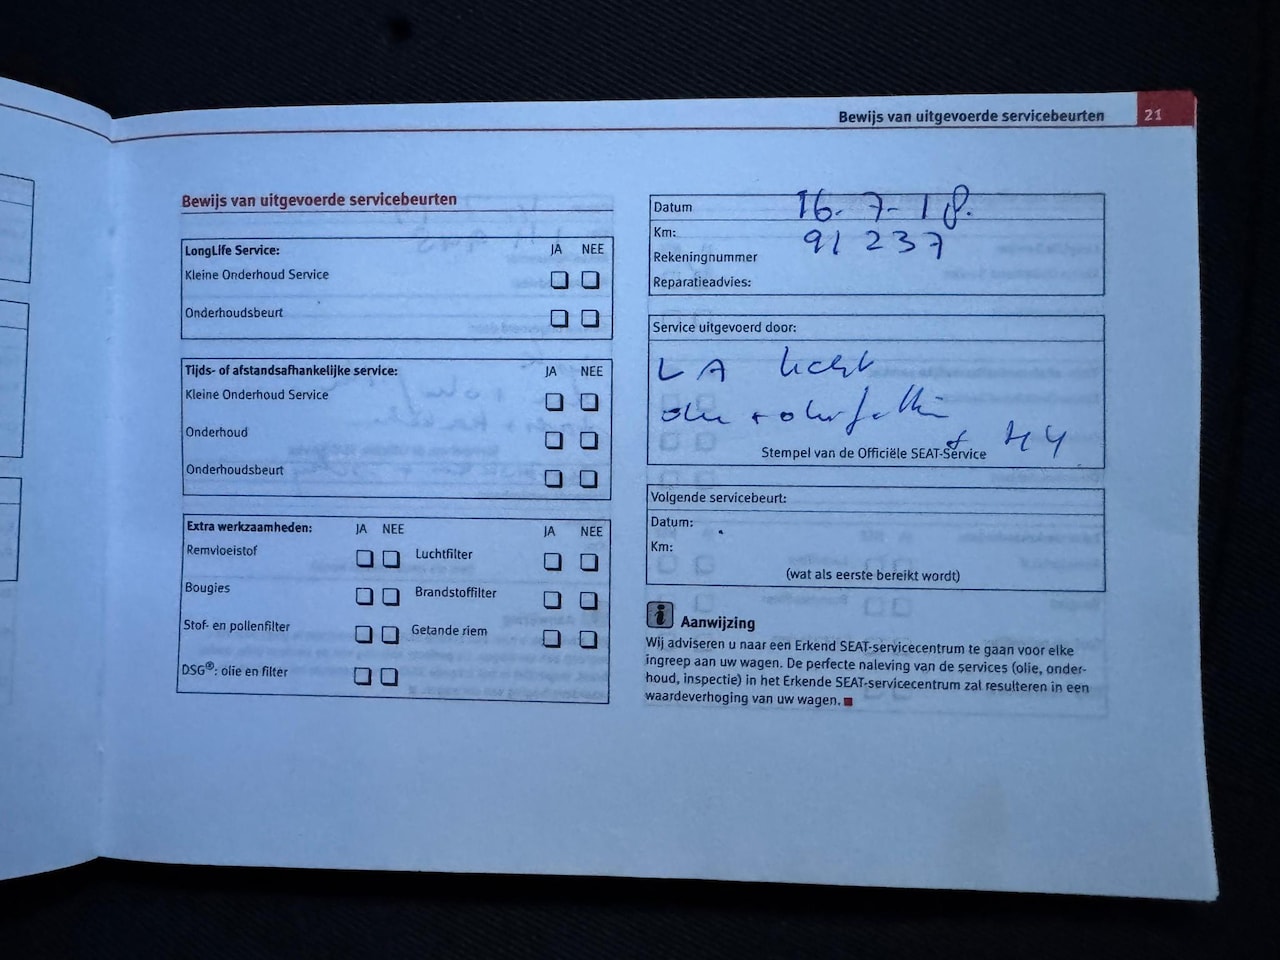 Bewijs van uitgevoerde servicebeurten 21
Bewijs van uitgevoerde servicebeurten
LongLife Service: JA NEE
Kleine Onderhoud Service
Onderhoudsbeurt
Tijds- of afstandsafhankelijke service: JA NEE
Kleine Onderhoud Service
Onderhoud
Onderhoudsbeurt
Extra werkzaamheden: JA NEE JA NEE
Remvloeistof Luchtfilter
Bougies Brandstoffilter
Stof- en pollenfilter Getande riem
DSG®: olie en filter
Datum 16-7-18.
Km: 91237
Rekeningnummer
Reparatieadvies:
Service uitgevoerd door:
LA
Stempel van de Officiële SEAT-Service
Volgende servicebeurt:
Datum:
Km:
(wat als eerste bereikt wordt)
i Aanwijzing
Wij adviseren u naar een Erkend SEAT-servicecentrum te gaan voor elke
ingreep aan uw wagen. De perfecte naleving van de services (olie, onder-
houd, inspectie) in het Erkende SEAT-servicecentrum zal resulteren in een
waardeverhoging van uw wagen.